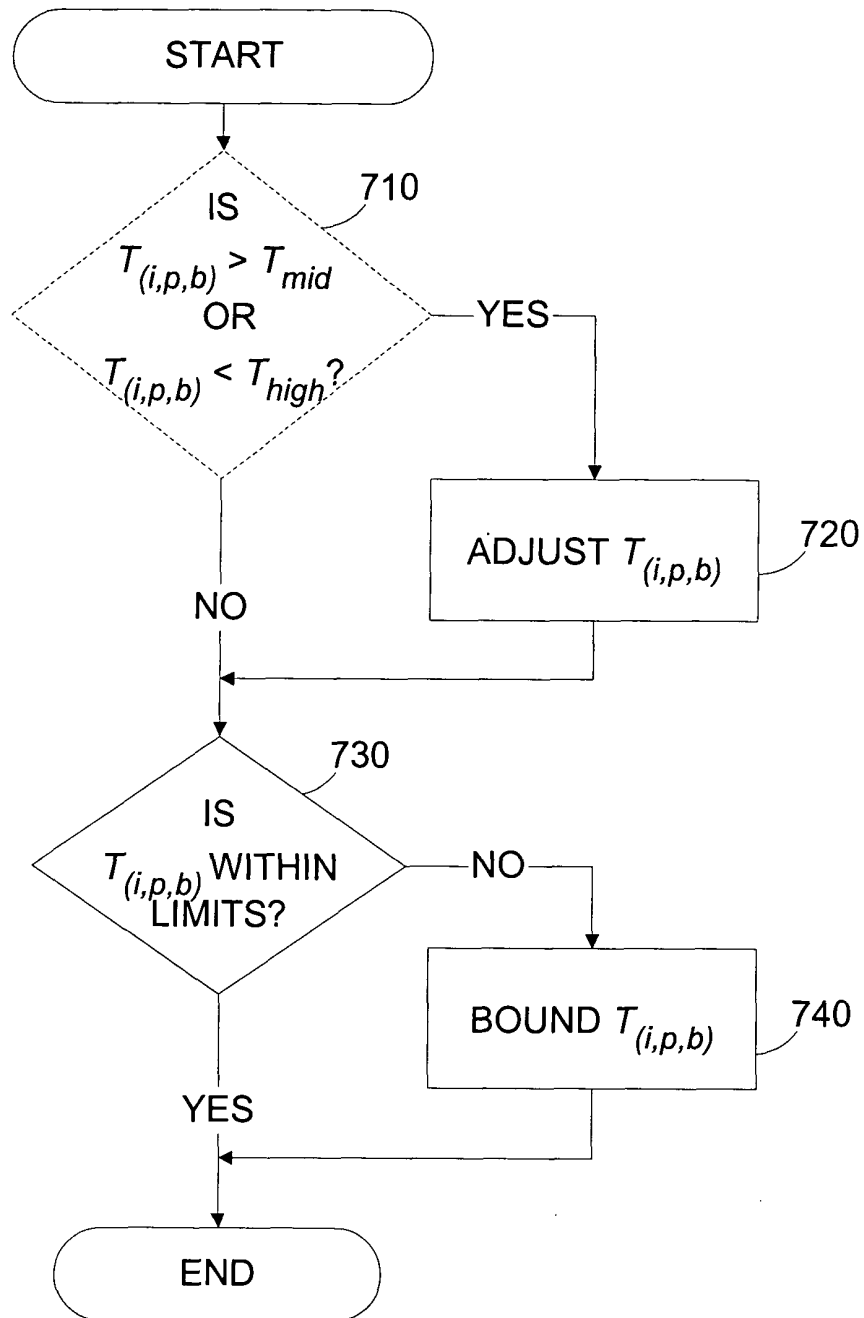 START
710
IS
T(i,p,b) > Tmid
OR
T(i,p,b) < Thigh?
YES
720
ADJUST T(i,p,b)
NO
730
IS
T(i,p,b) WITHIN
LIMITS?
NO
740
BOUND T(i,p,b)
YES
END